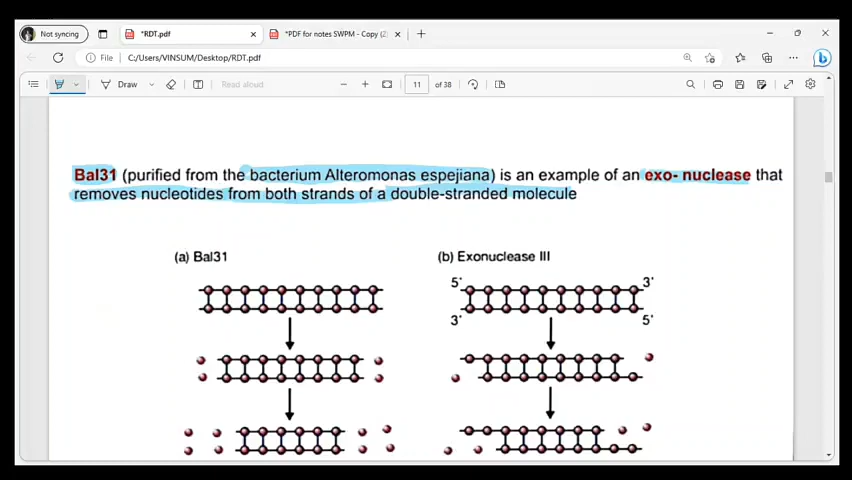 Not syncing
*RDT.pdf
*PDF for notes SWPM - Copy (2)
File
C:/Users/VINSUM/Desktop/RDT.pdf
Draw
Read aloud
11 of 38
Bal31 (purified from the bacterium Alteromonas espejiana) is an example of an exo- nuclease that
removes nucleotides from both strands of a double-stranded molecule
(a) Bal31
(b) Exonuclease III
5' 3'
3' 5'